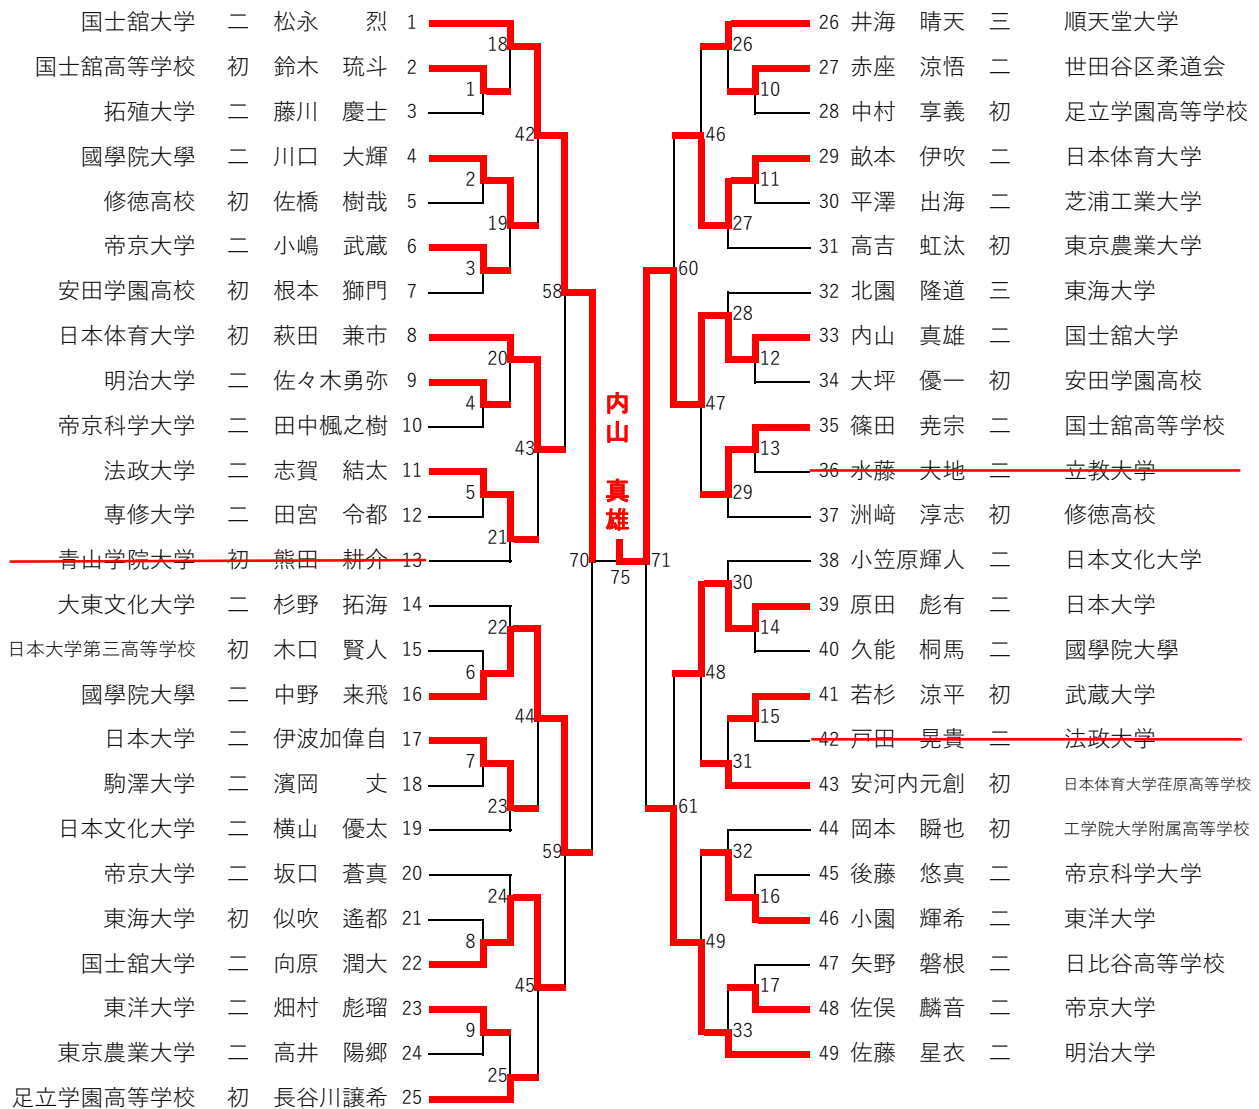 国士舘大学 二 松永 烈 1
国士舘高等学校 初 鈴木 琉斗 2
拓殖大学 二 藤川 慶士 3
國學院大學 二 川口 大輝 4
修徳高校 初 佐橋 樹哉 5
帝京大学 二 小嶋 武蔵 6
安田学園高校 初 根本 獅門 7
日本体育大学 初 萩田 兼市 8
明治大学 二 佐々木勇弥 9
帝京科学大学 二 田中楓之樹 10
法政大学 二 志賀 結太 11
専修大学 二 田宮 令都 12
青山学院大学 初 熊田 耕介 13
大東文化大学 二 杉野 拓海 14
日本大学第三高等学校 初 木口 賢人 15
國學院大學 二 中野 来飛 16
日本大学 二 伊波加偉自 17
駒澤大学 二 濱岡 丈 18
日本文化大学 二 横山 優太 19
帝京大学 二 坂口 蒼真 20
東海大学 初 似吹 遙都 21
国士舘大学 二 向原 潤大 22
東洋大学 二 畑村 彪瑠 23
東京農業大学 二 高井 陽郷 24
足立学園高等学校 初 長谷川譲希 25
18
1
42
2
19
3
58
20
4
43
5
21
70
22
6
44
7
23
59
24
8
45
9
25
内山 真雄
75
71
26
10
46
11
27
60
28
12
47
13
29
30
14
48
15
31
61
32
16
49
17
33
26 井海 晴天 三 順天堂大学
27 赤座 涼悟 二 世田谷区柔道会
28 中村 享義 初 足立学園高等学校
29 畝本 伊吹 二 日本体育大学
30 平澤 出海 二 芝浦工業大学
31 高吉 虹汰 初 東京農業大学
32 北園 隆道 三 東海大学
33 内山 真雄 二 国士舘大学
34 大坪 優一 初 安田学園高校
35 篠田 尭宗 二 国士舘高等学校
36 水藤 大地 二 立教大学
37 洲﨑 淳志 初 修徳高校
38 小笠原輝人 二 日本文化大学
39 原田 彪有 二 日本大学
40 久能 桐馬 二 國學院大學
41 若杉 涼平 初 武蔵大学
42 戸田 晃貴 二 法政大学
43 安河内元創 初 日本体育大学荏原高等学校
44 岡本 瞬也 初 工学院大学附属高等学校
45 後藤 悠真 二 帝京科学大学
46 小園 輝希 二 東洋大学
47 矢野 磐根 二 日比谷高等学校
48 佐俣 麟音 二 帝京大学
49 佐藤 星衣 二 明治大学